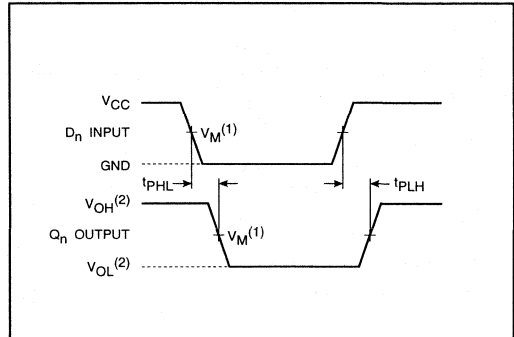 VCC
Dn INPUT
VM(1)
GND
tPHL
tPLH
VOH(2)
Qn OUTPUT
VM(1)
VOL(2)